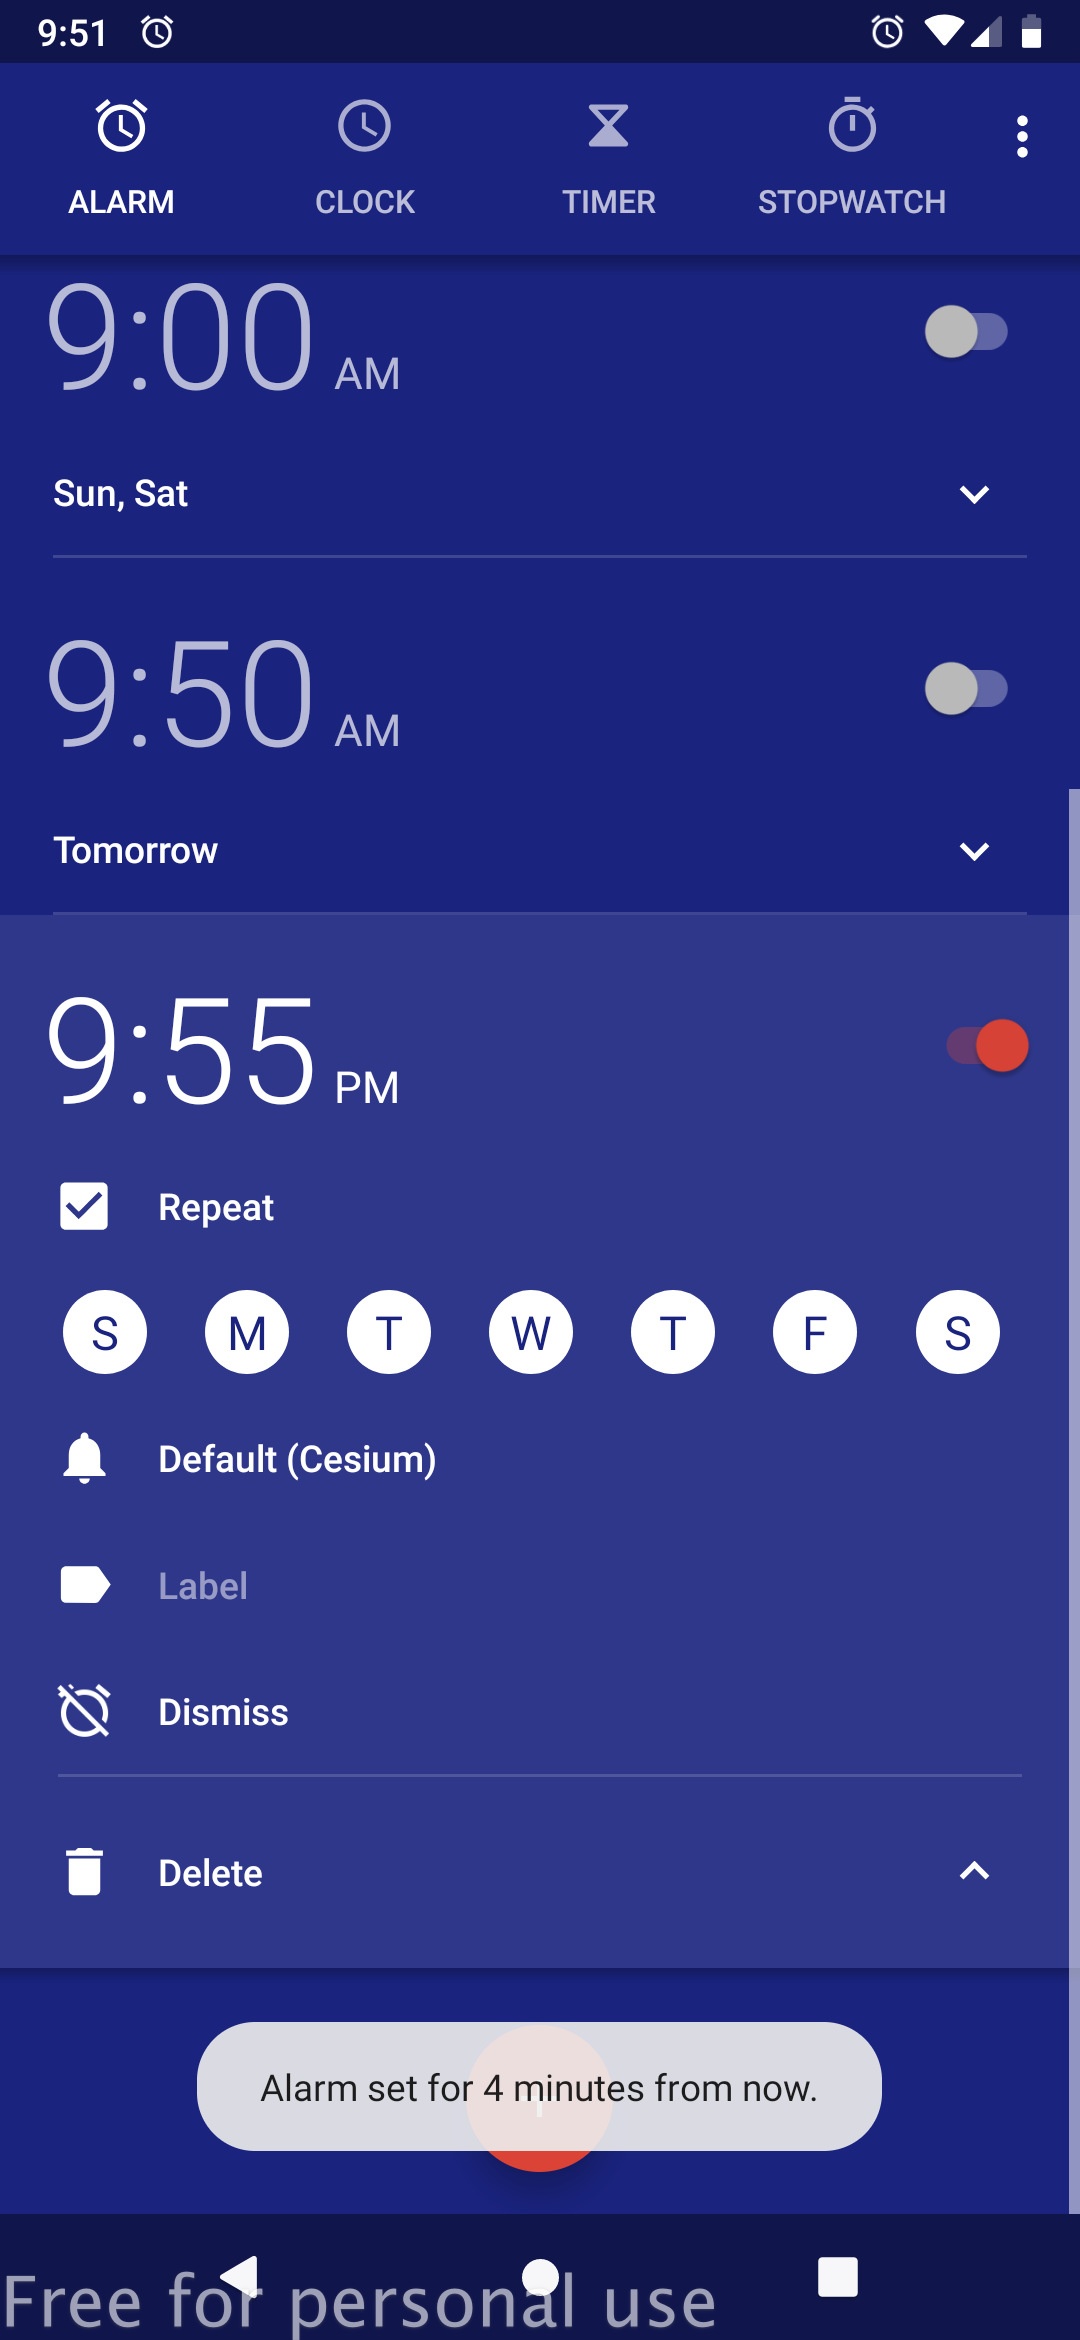 9:51
ALARM CLOCK TIMER STOPWATCH
9:00 AM
Sun, Sat
9:50 AM
Tomorrow
9:55 PM
Repeat
S M T W T F S
Default (Cesium)
Label
Dismiss
Delete
Alarm set for 4 minutes from now.
Free for personal use